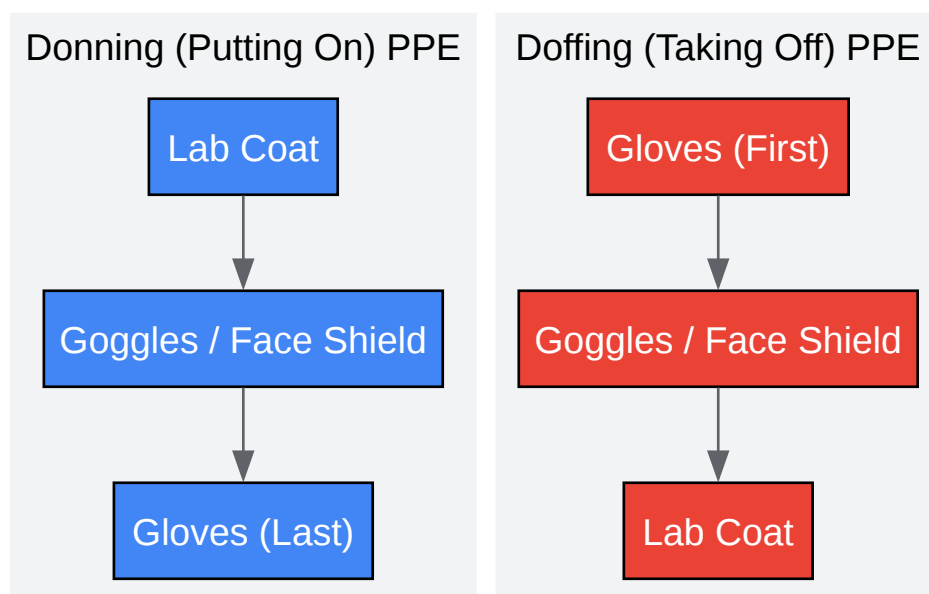 Donning (Putting On) PPE
Lab Coat
Goggles / Face Shield
Gloves (Last)
Doffing (Taking Off) PPE
Gloves (First)
Goggles / Face Shield
Lab Coat